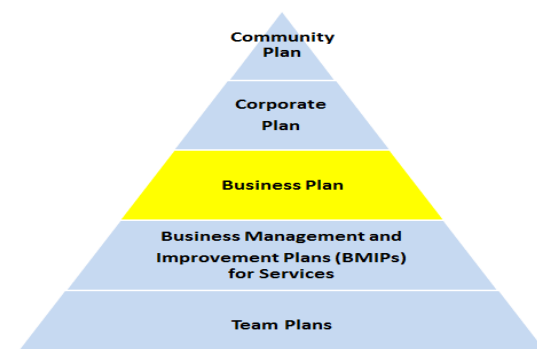 Community
Plan
Corporate
Plan
Business Plan
Business Management and
Improvement Plans (BMIPs)
for Services
Team Plans